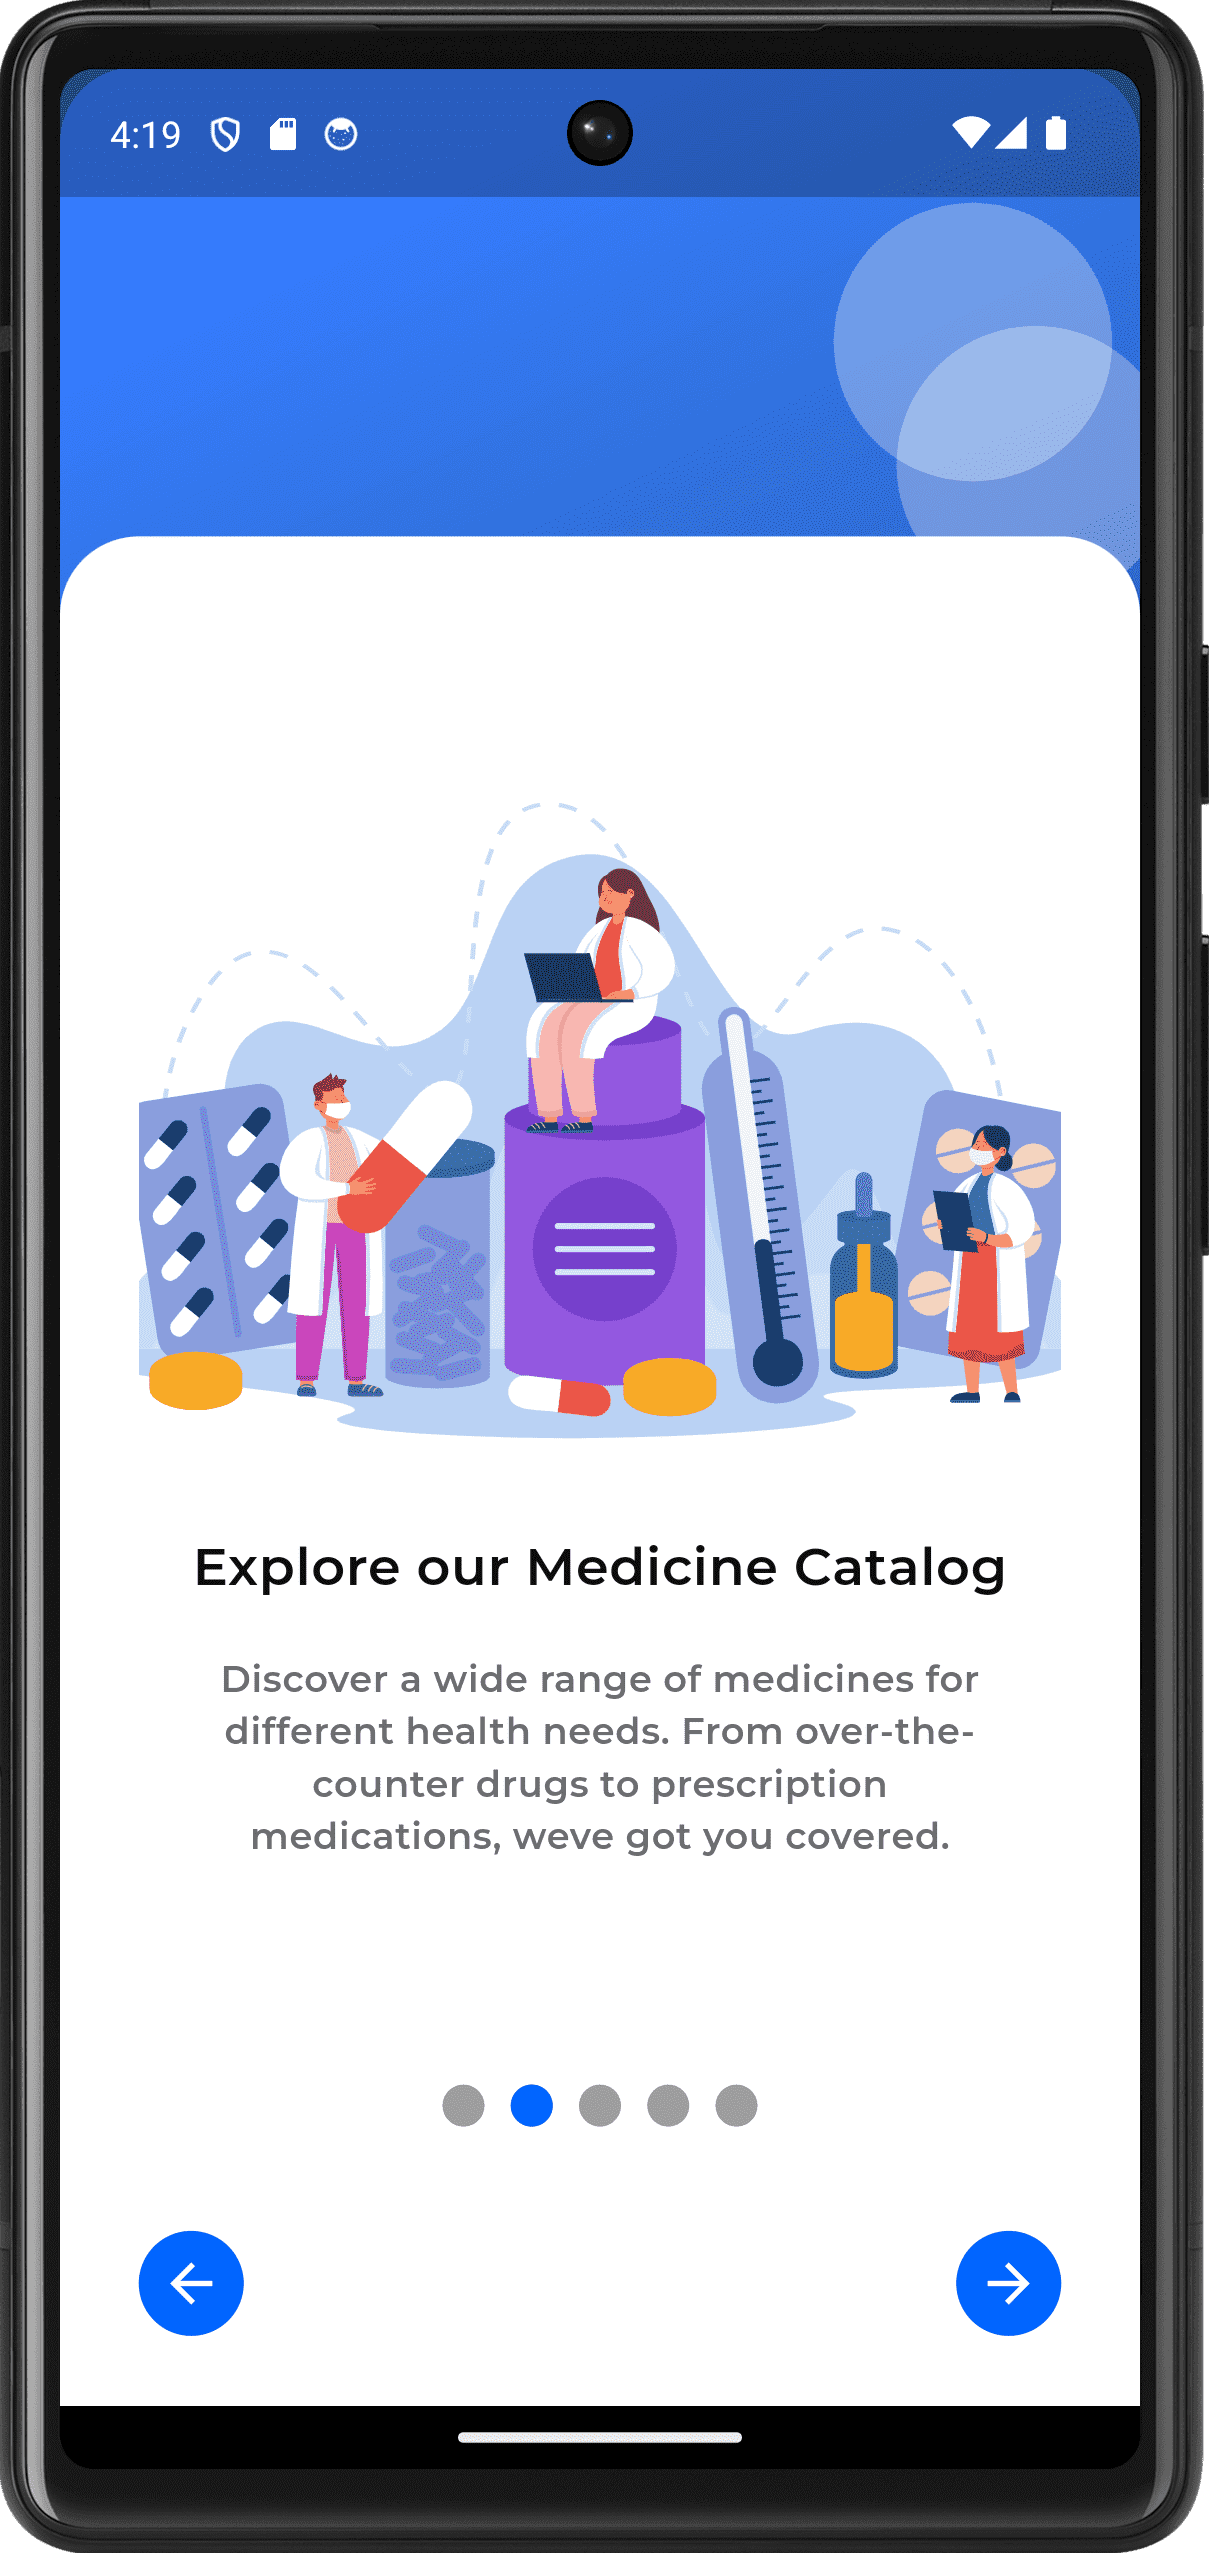 4:19
Explore our Medicine Catalog
Discover a wide range of medicines for
different health needs. From over-the-
counter drugs to prescription
medications, weve got you covered.